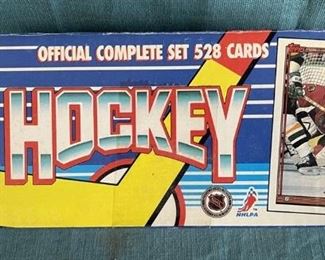 OFFICIAL COMPLETE SET 528 CARDS
HOCKEY
NHLPA